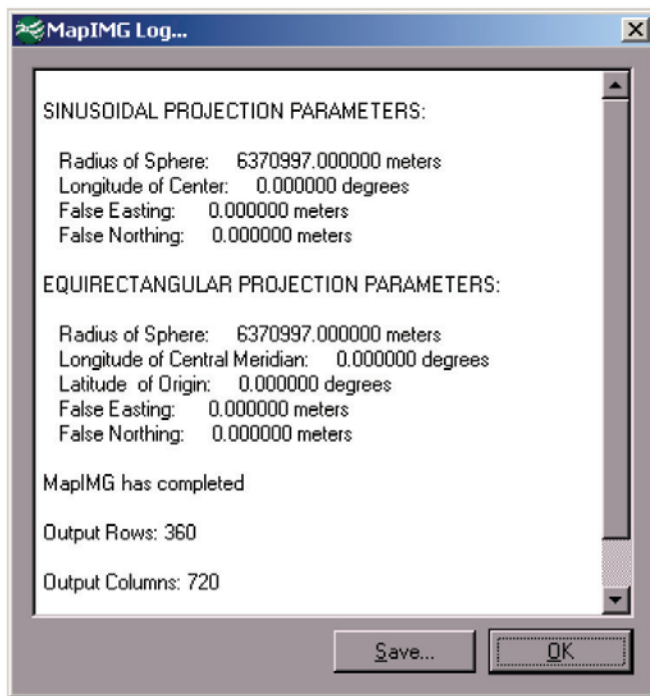 MapIMG Log...
SINUSOIDAL PROJECTION PARAMETERS:
Radius of Sphere: 6370997.000000 meters
Longitude of Center: 0.000000 degrees
False Easting: 0.000000 meters
False Northing: 0.000000 meters
EQUIRECTANGULAR PROJECTION PARAMETERS:
Radius of Sphere: 6370997.000000 meters
Longitude of Central Meridian: 0.000000 degrees
Latitude of Origin: 0.000000 degrees
False Easting: 0.000000 meters
False Northing: 0.000000 meters
MapIMG has completed
Output Rows: 360
Output Columns: 720
Save... OK